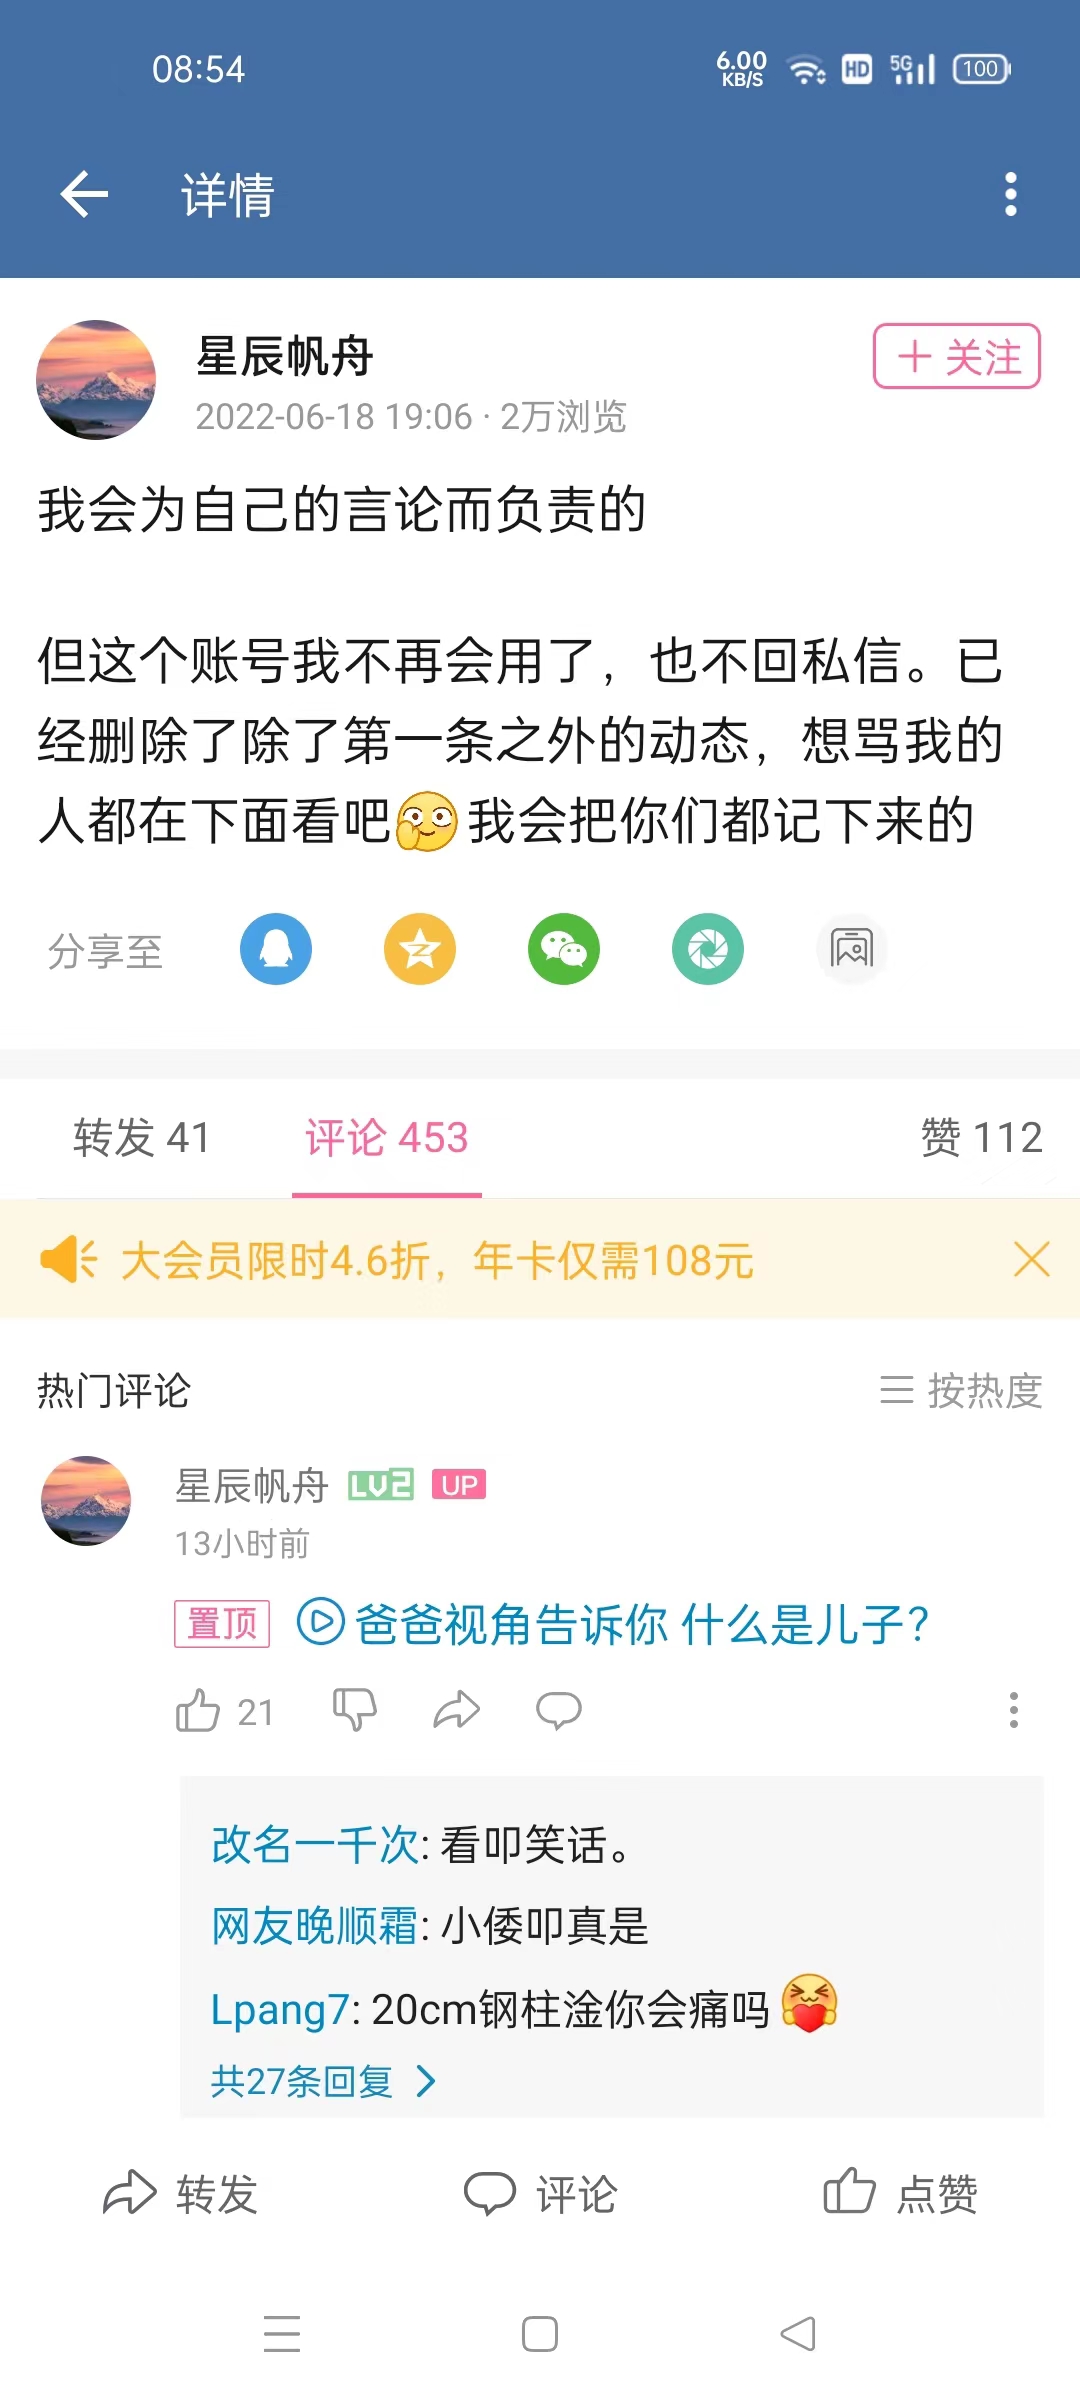 08:54
6.00
KB/S
HD
5G
100
详情
星辰帆舟
+ 关注
2022-06-18 19:06 · 2万浏览
我会为自己的言论而负责的
但这个账号我不再会用了，也不回私信。已
经删除了除了第一条之外的动态，想骂我的
人都在下面看吧我会把你们都记下来的
分享至
转发 41
评论 453
赞 112
大会员限时4.6折，年卡仅需108元
热门评论
按热度
星辰帆舟 LV2 UP
13小时前
置顶 爸爸视角告诉你 什么是儿子？
21
改名一千次: 看叩笑话。
网友晚顺霜: 小倭叩真是
Lpang7: 20cm钢柱淦你会痛吗
共27条回复
转发
评论
点赞